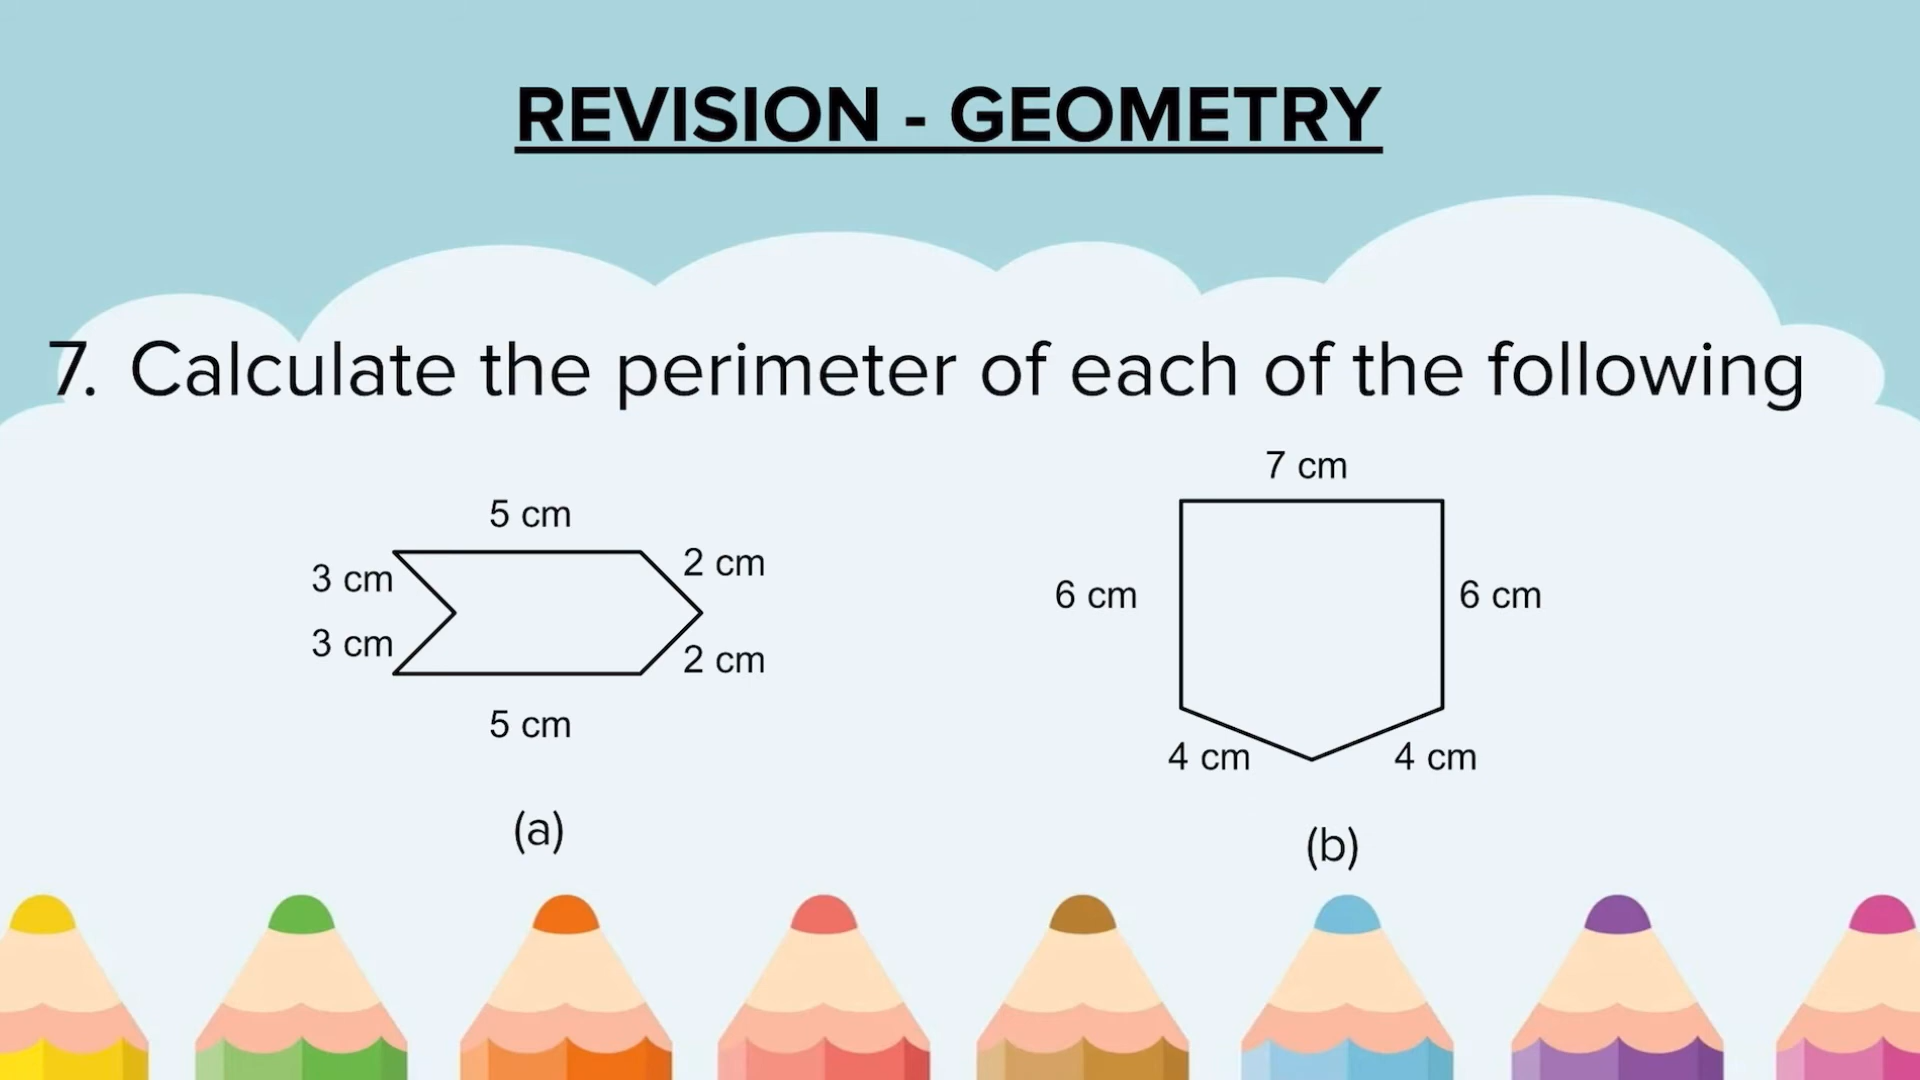 REVISION - GEOMETRY
7. Calculate the perimeter of each of the following
5 cm
3 cm
2 cm
3 cm
2 cm
5 cm
(a)
7 cm
6 cm
6 cm
4 cm
4 cm
(b)